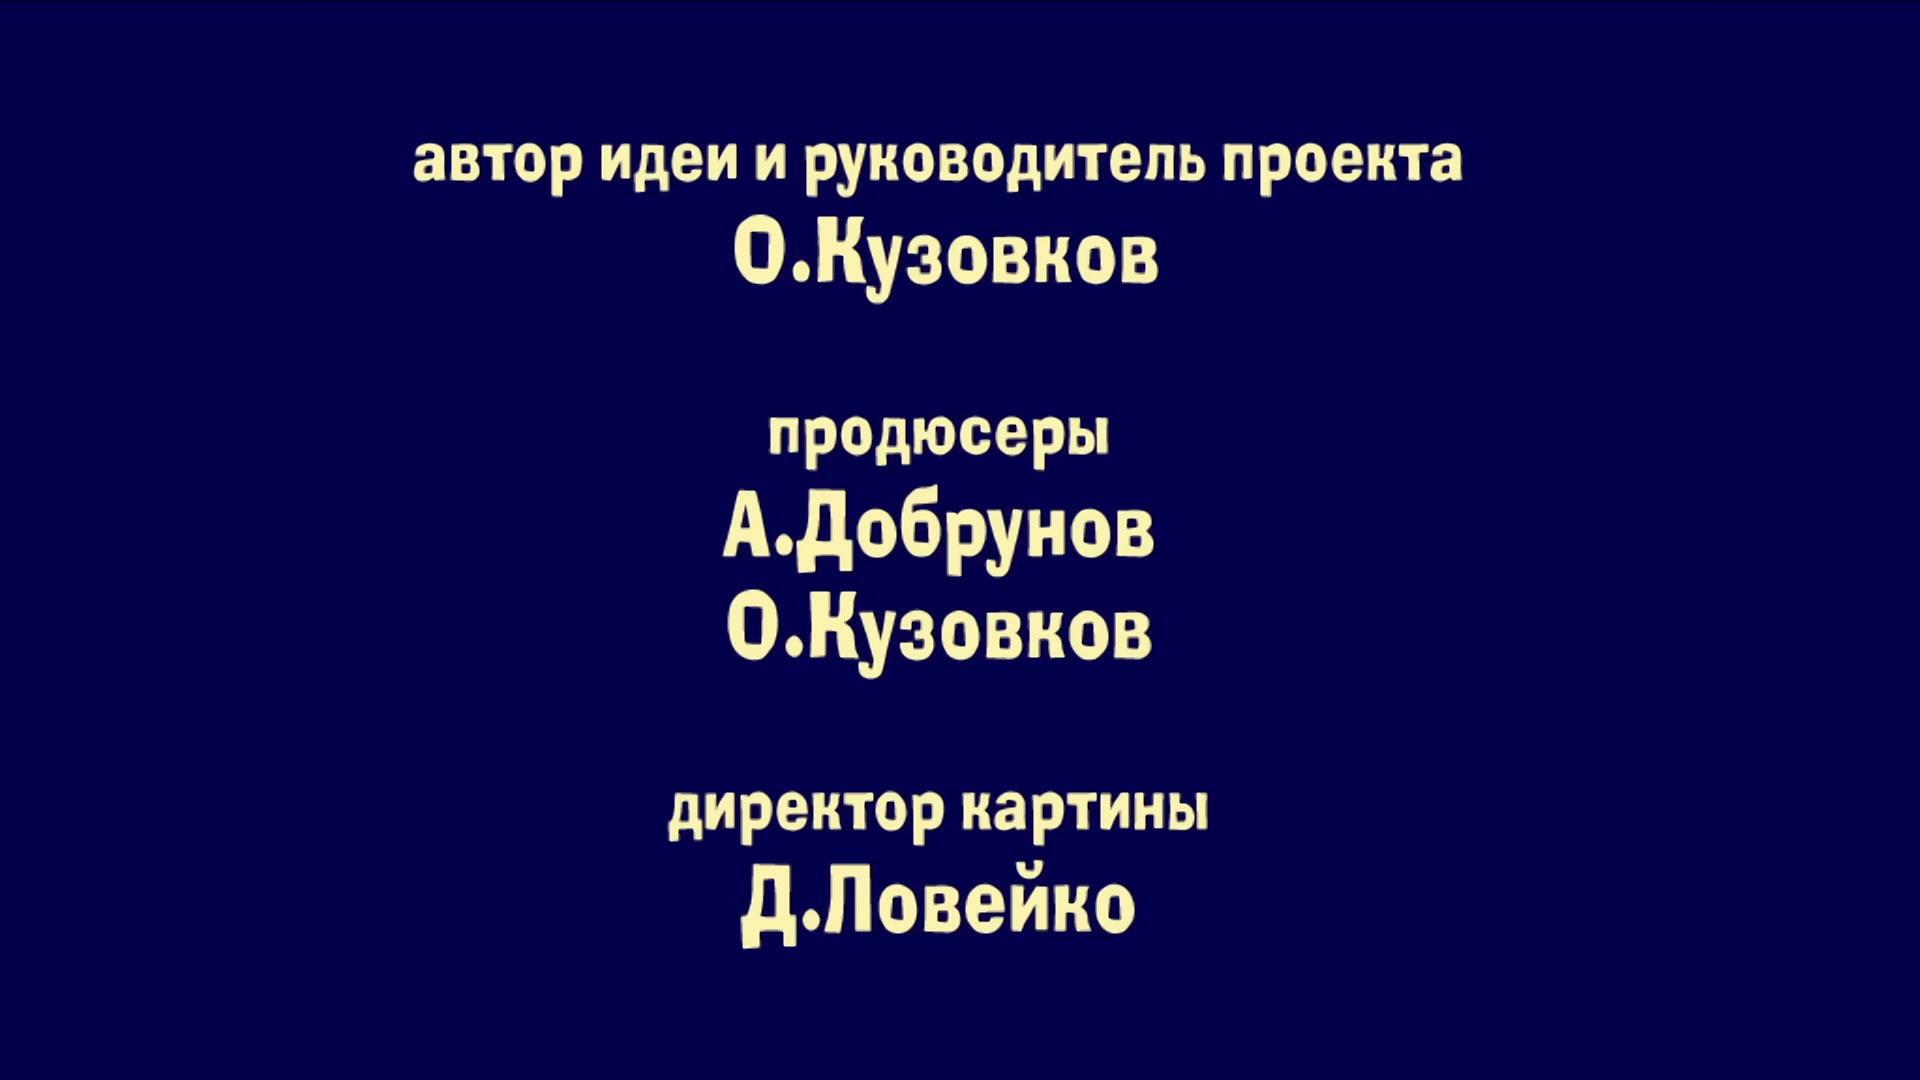 автор идеи и руководитель проекта
О.Кузовков
продюсеры
А.Добрунов
О.Кузовков
директор картины
Д.Ловейко